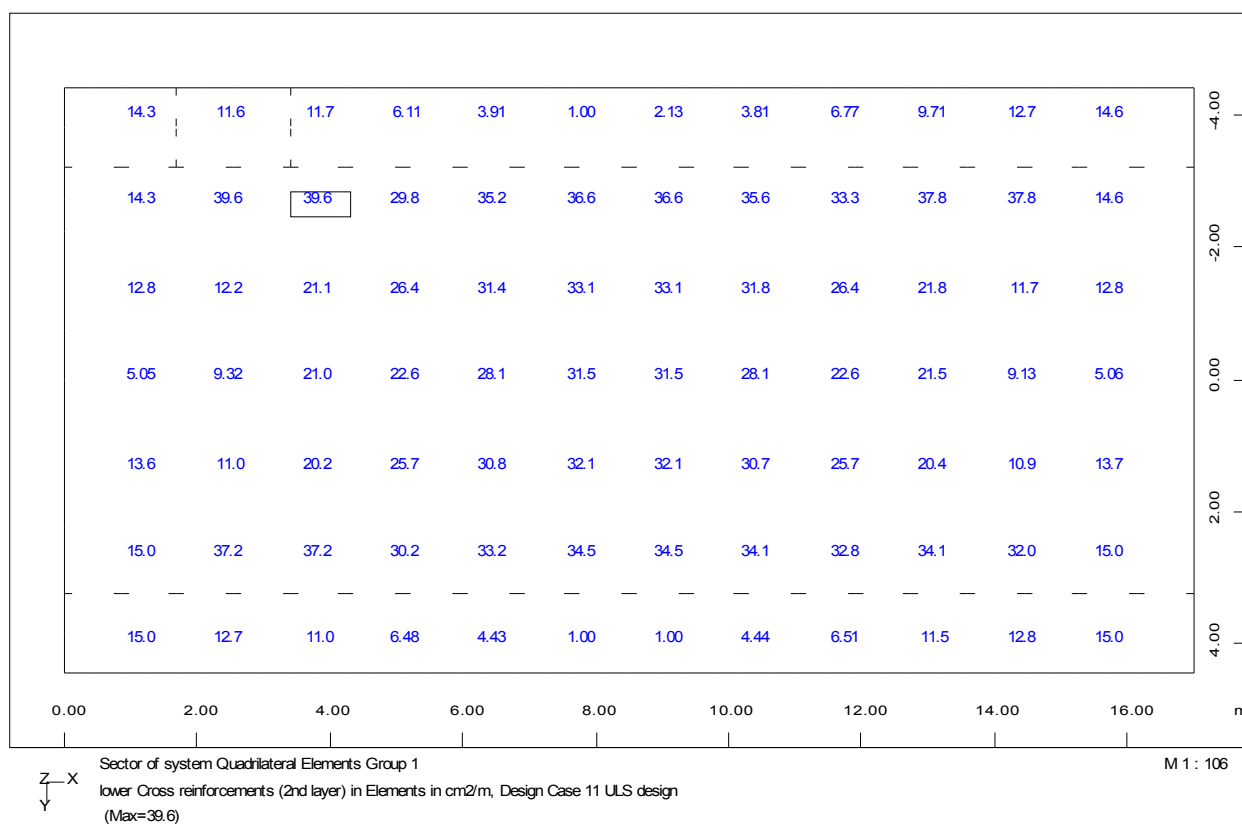 14.3 11.6 11.7 6.11 3.91 1.00 2.13 3.81 6.77 9.71 12.7 14.6
-4.00
14.3 39.6 39.6 29.8 35.2 36.6 36.6 35.6 33.3 37.8 37.8 14.6
-2.00
12.8 12.2 21.1 26.4 31.4 33.1 33.1 31.8 26.4 21.8 11.7 12.8
5.05 9.32 21.0 22.6 28.1 31.5 31.5 28.1 22.6 21.5 9.13 5.06
0.00
13.6 11.0 20.2 25.7 30.8 32.1 32.1 30.7 25.7 20.4 10.9 13.7
2.00
15.0 37.2 37.2 30.2 33.2 34.5 34.5 34.1 32.8 34.1 32.0 15.0
15.0 12.7 11.0 6.48 4.43 1.00 1.00 4.44 6.51 11.5 12.8 15.0
4.00
0.00 2.00 4.00 6.00 8.00 10.00 12.00 14.00 16.00 m
Z X
Y
Sector of system Quadrilateral Elements Group 1
M 1 : 106
lower Cross reinforcements (2nd layer) in Elements in cm2/m, Design Case 11 ULS design
(Max=39.6)